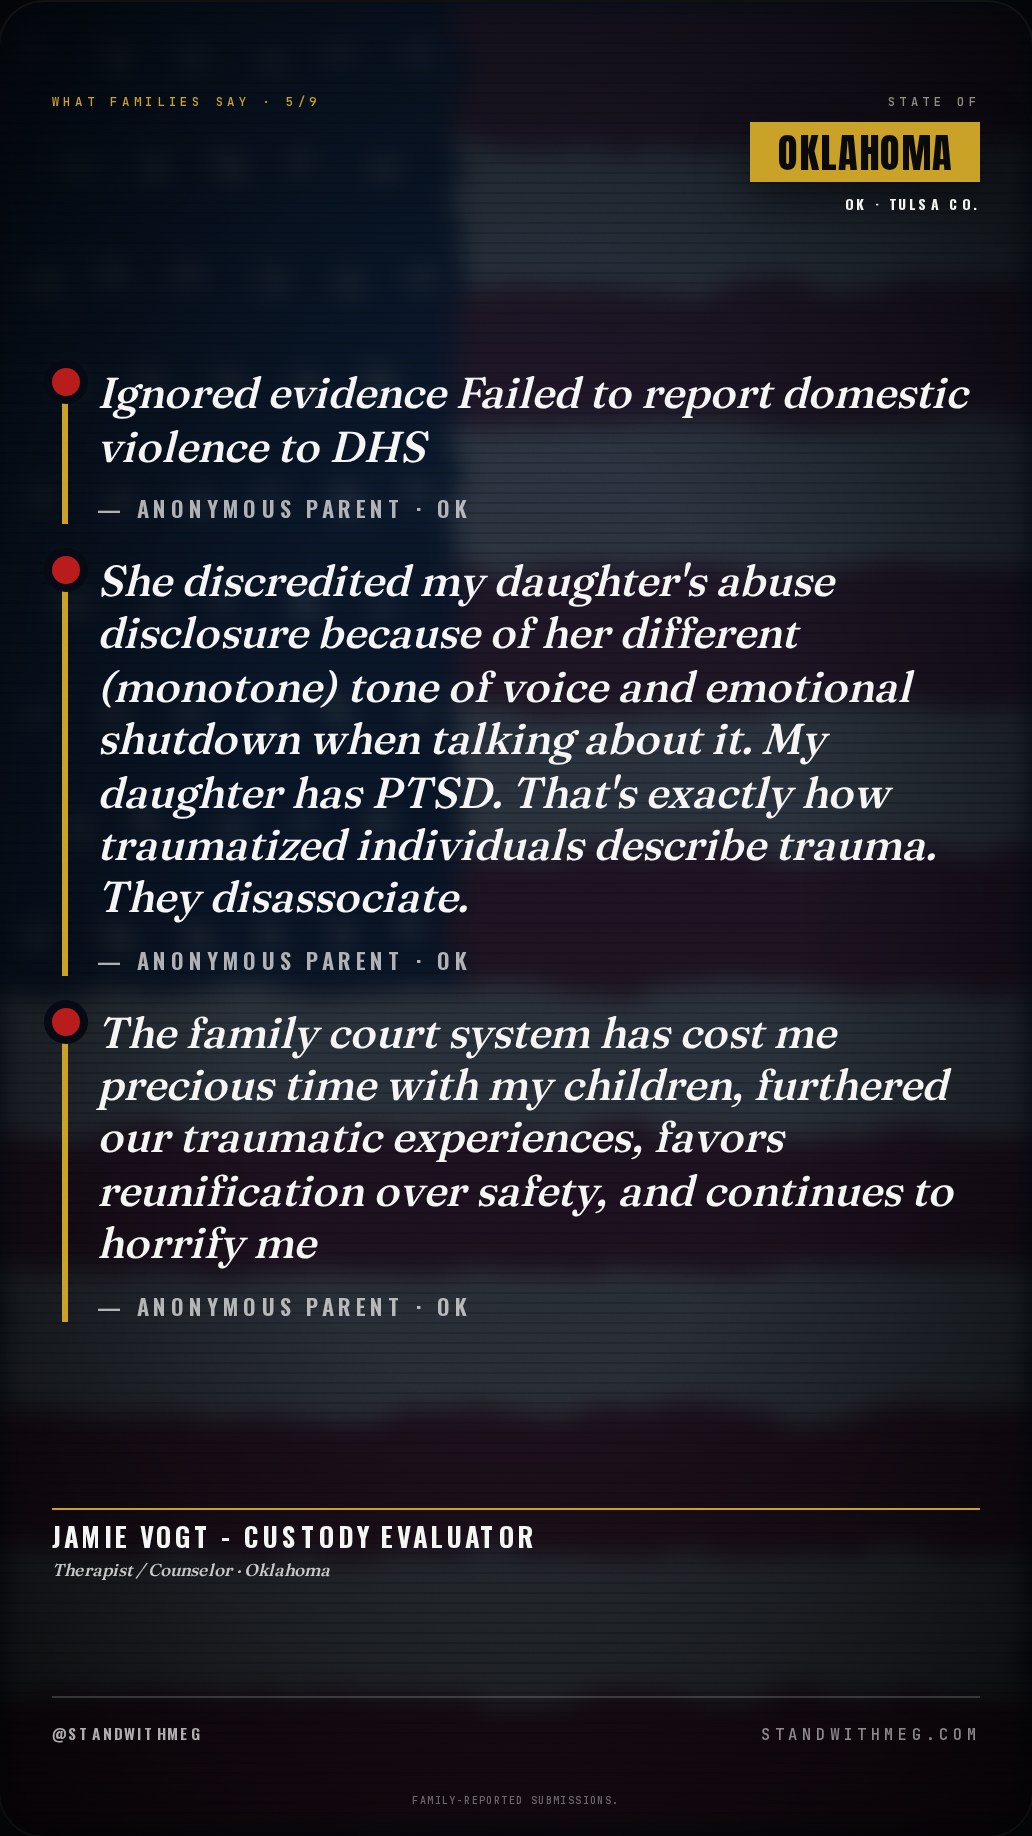 WHAT FAMILIES SAY · 5/9
STATE OF
OKLAHOMA
OK · TULSA CO.
Ignored evidence Failed to report domestic
violence to DHS
— ANONYMOUS PARENT · OK
She discredited my daughter's abuse
disclosure because of her different
(monotone) tone of voice and emotional
shutdown when talking about it. My
daughter has PTSD. That's exactly how
traumatized individuals describe trauma.
They disassociate.
— ANONYMOUS PARENT · OK
The family court system has cost me
precious time with my children, furthered
our traumatic experiences, favors
reunification over safety, and continues to
horrify me
— ANONYMOUS PARENT · OK
JAMIE VOGT - CUSTODY EVALUATOR
Therapist / Counselor · Oklahoma
@STANDWITHMEG
STANDWITHMEG.COM
FAMILY-REPORTED SUBMISSIONS.